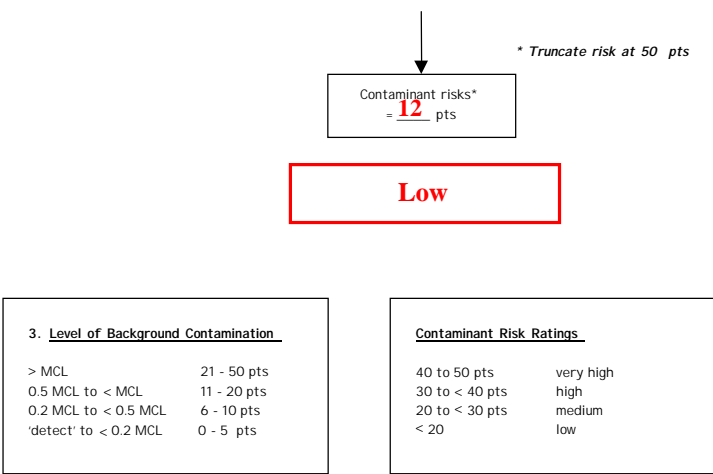 * Truncate risk at 50 pts
Contaminant risks*
= 12 pts
Low
3. Level of Background Contamination
> MCL 21 - 50 pts
0.5 MCL to < MCL 11 - 20 pts
0.2 MCL to < 0.5 MCL 6 - 10 pts
'detect' to < 0.2 MCL 0 - 5 pts
Contaminant Risk Ratings
40 to 50 pts very high
30 to < 40 pts high
20 to < 30 pts medium
< 20 low